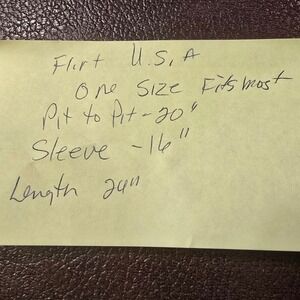 Flirt U.S.A
One Size Fits most
Pit to Pit - 20"
Sleeve - 16"
Length 24"